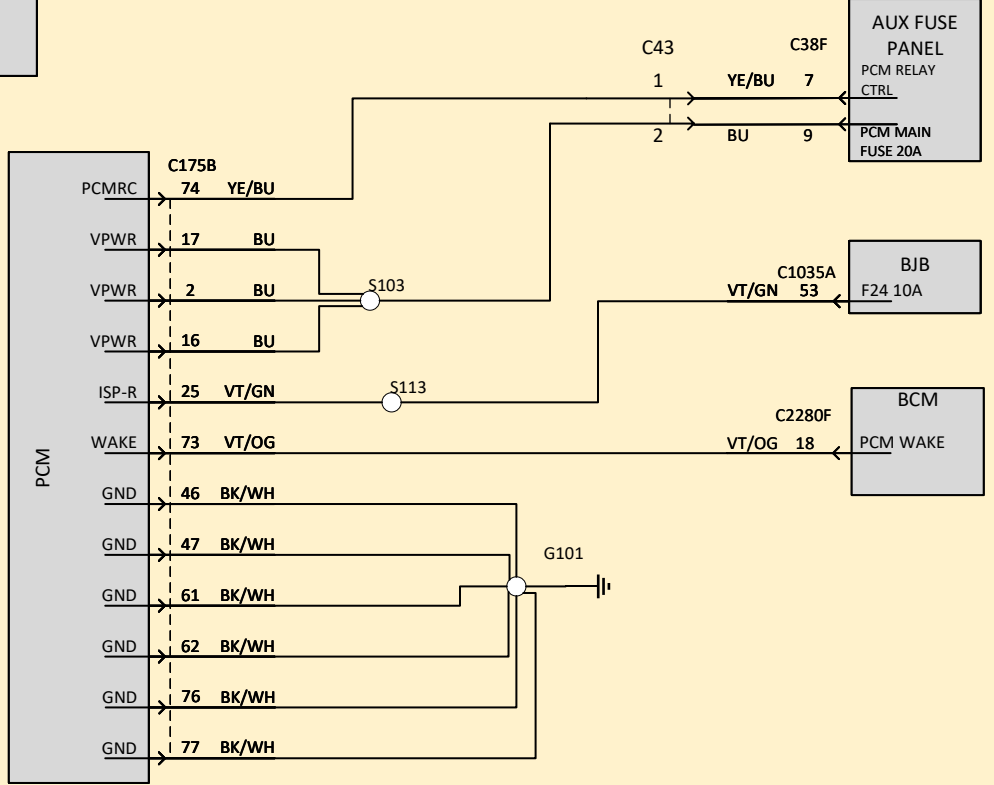 AUX FUSE
PANEL
C43
C38F
PCM RELAY
CTRL
1
YE/BU 7
2
BU 9
PCM MAIN
FUSE 20A
C175B
PCMRC 74 YE/BU
VPWR 17 BU
BJB
C1035A
VPWR 2 BU
S103
VT/GN 53
F24 10A
VPWR 16 BU
ISP-R 25 VT/GN
S113
BCM
C2280F
WAKE 73 VT/OG
VT/OG 18
PCM WAKE
PCM
GND 46 BK/WH
GND 47 BK/WH
G101
GND 61 BK/WH
GND 62 BK/WH
GND 76 BK/WH
GND 77 BK/WH